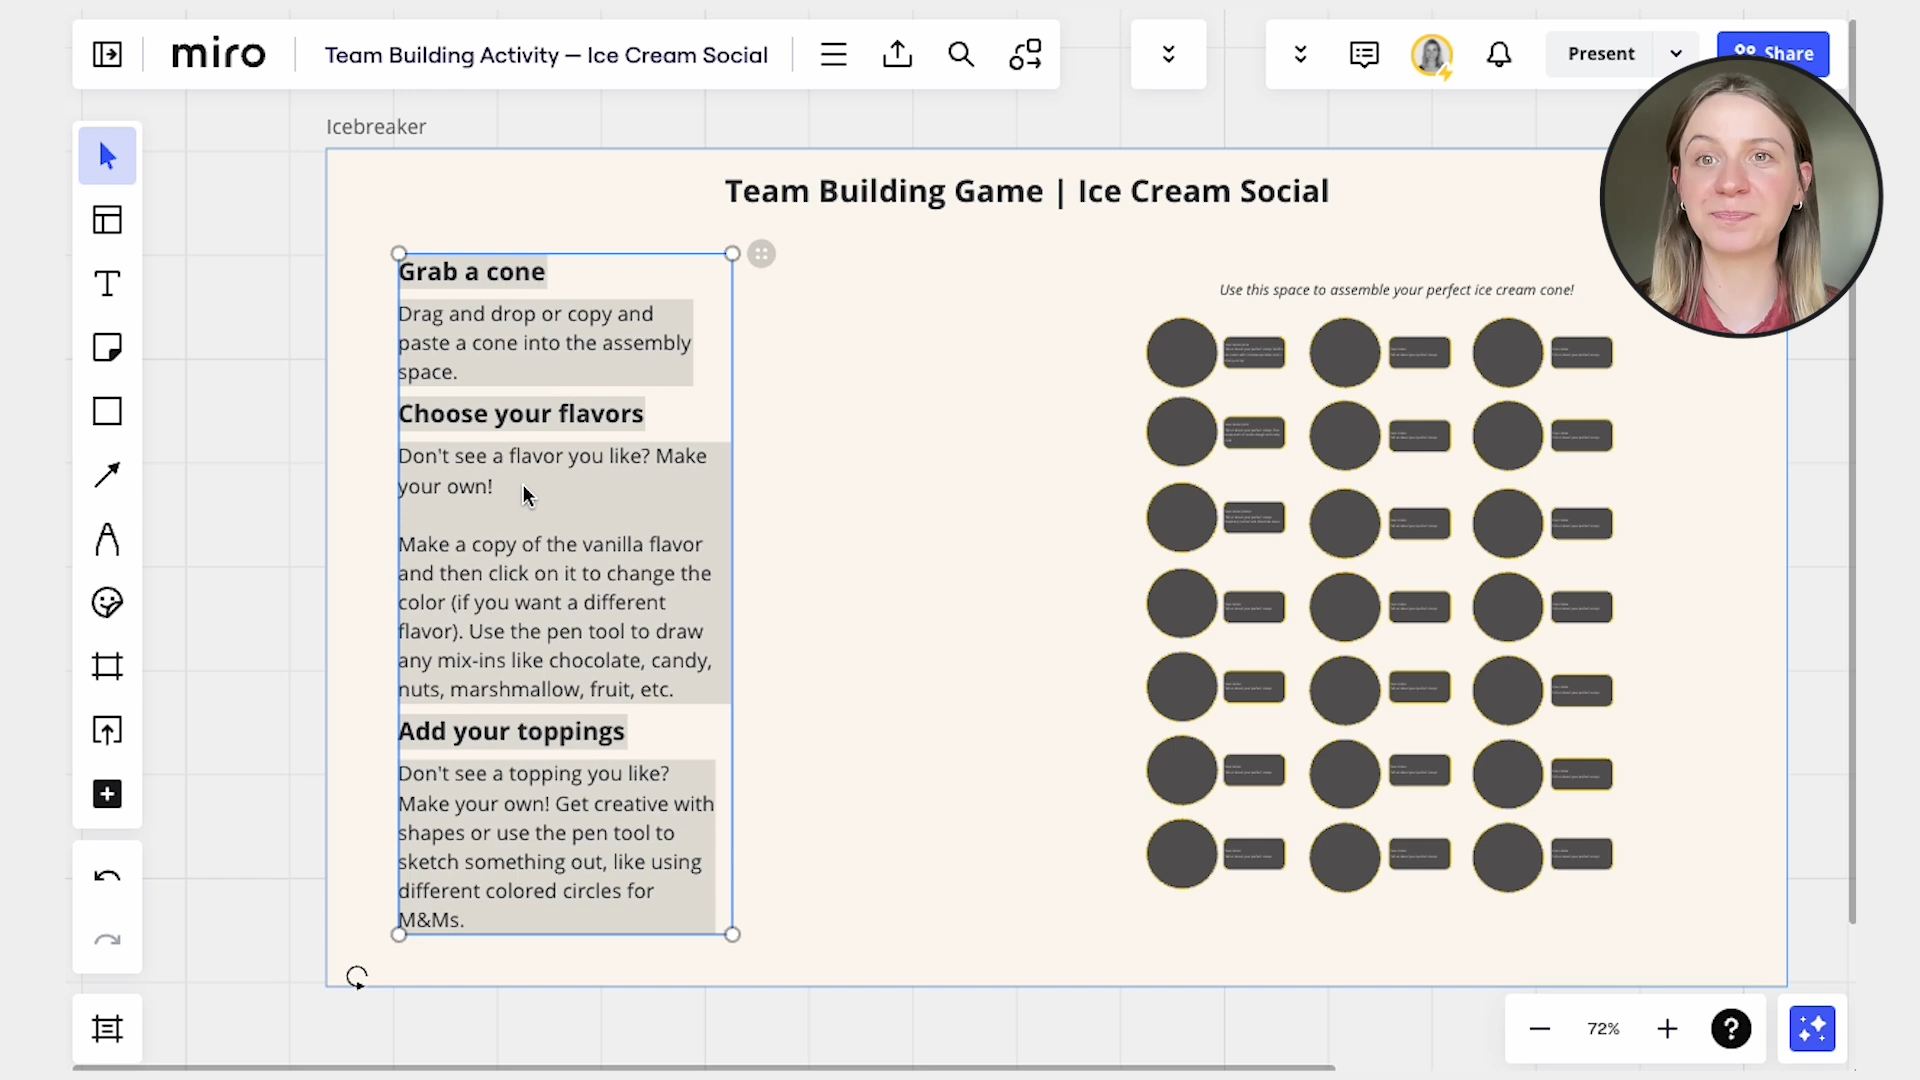 miro
Team Building Activity — Ice Cream Social
Present
Share
Icebreaker
Team Building Game | Ice Cream Social
Grab a cone
Drag and drop or copy and
paste a cone into the assembly
space.
Choose your flavors
Don't see a flavor you like? Make
your own!
Make a copy of the vanilla flavor
and then click on it to change the
color (if you want a different
flavor). Use the pen tool to draw
any mix-ins like chocolate, candy,
nuts, marshmallow, fruit, etc.
Add your toppings
Don't see a topping you like?
Make your own! Get creative with
shapes or use the pen tool to
sketch something out, like using
different colored circles for
M&Ms.
Use this space to assemble your perfect ice cream cone!
72%